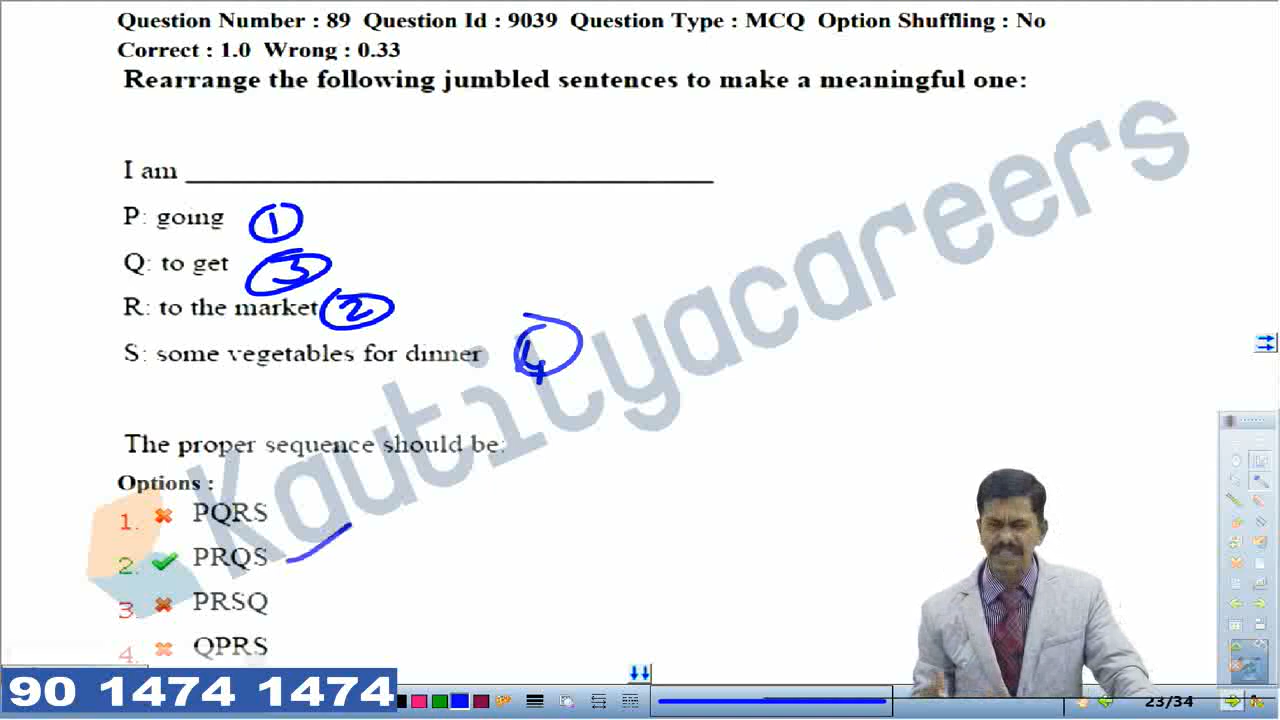 Question Number : 89 Question Id : 9039 Question Type : MCQ Option Shuffling : No
Correct : 1.0 Wrong : 0.33
Rearrange the following jumbled sentences to make a meaningful one:
I am ____________________
P: going 1
Q: to get 3
R: to the market 2
S: some vegetables for dinner 4
The proper sequence should be:
Options :
1. PQRS
2. PRQS
3. PRSQ
4. QPRS
Kautilyacareers
90 1474 1474
23/34